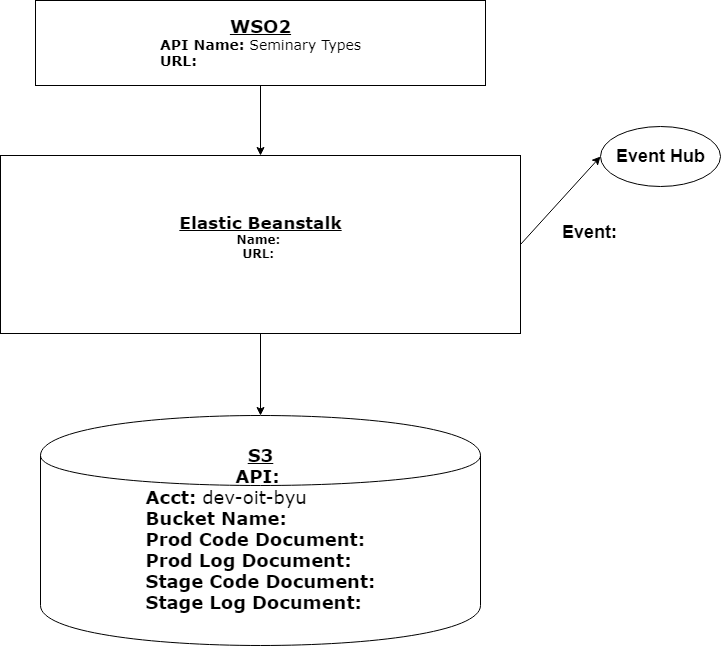 WSO2
API Name: Seminary Types
URL:
Event Hub
Elastic Beanstalk
Name:
URL:
Event:
S3
API:
Acct: dev-oit-byu
Bucket Name:
Prod Code Document:
Prod Log Document:
Stage Code Document:
Stage Log Document: